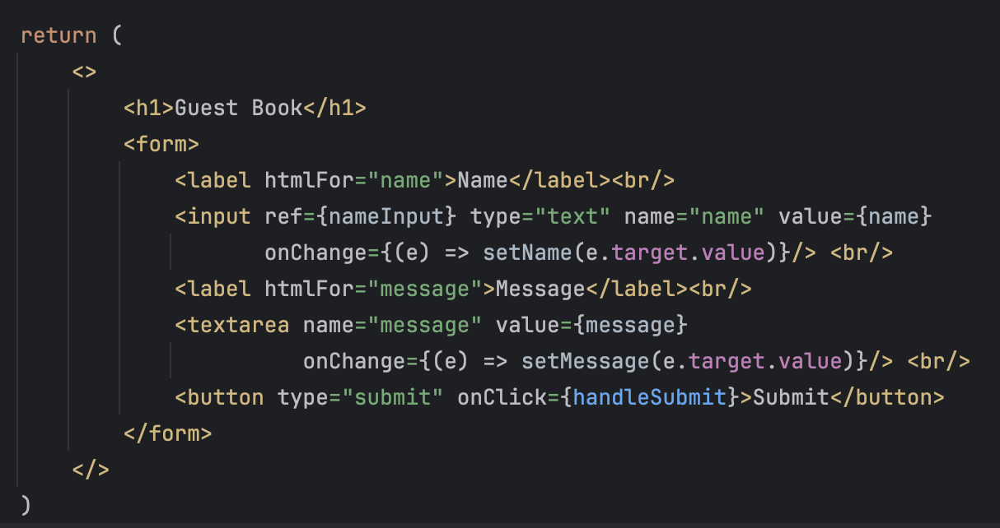 return (
<>
<h1>Guest Book</h1>
<form>
<label htmlFor="name">Name</label><br/>
<input ref={nameInput} type="text" name="name" value={name}
onChange={(e) => setName(e.target.value)}/> <br/>
<label htmlFor="message">Message</label><br/>
<textarea name="message" value={message}
onChange={(e) => setMessage(e.target.value)}/> <br/>
<button type="submit" onClick={handleSubmit}>Submit</button>
</form>
</>
)